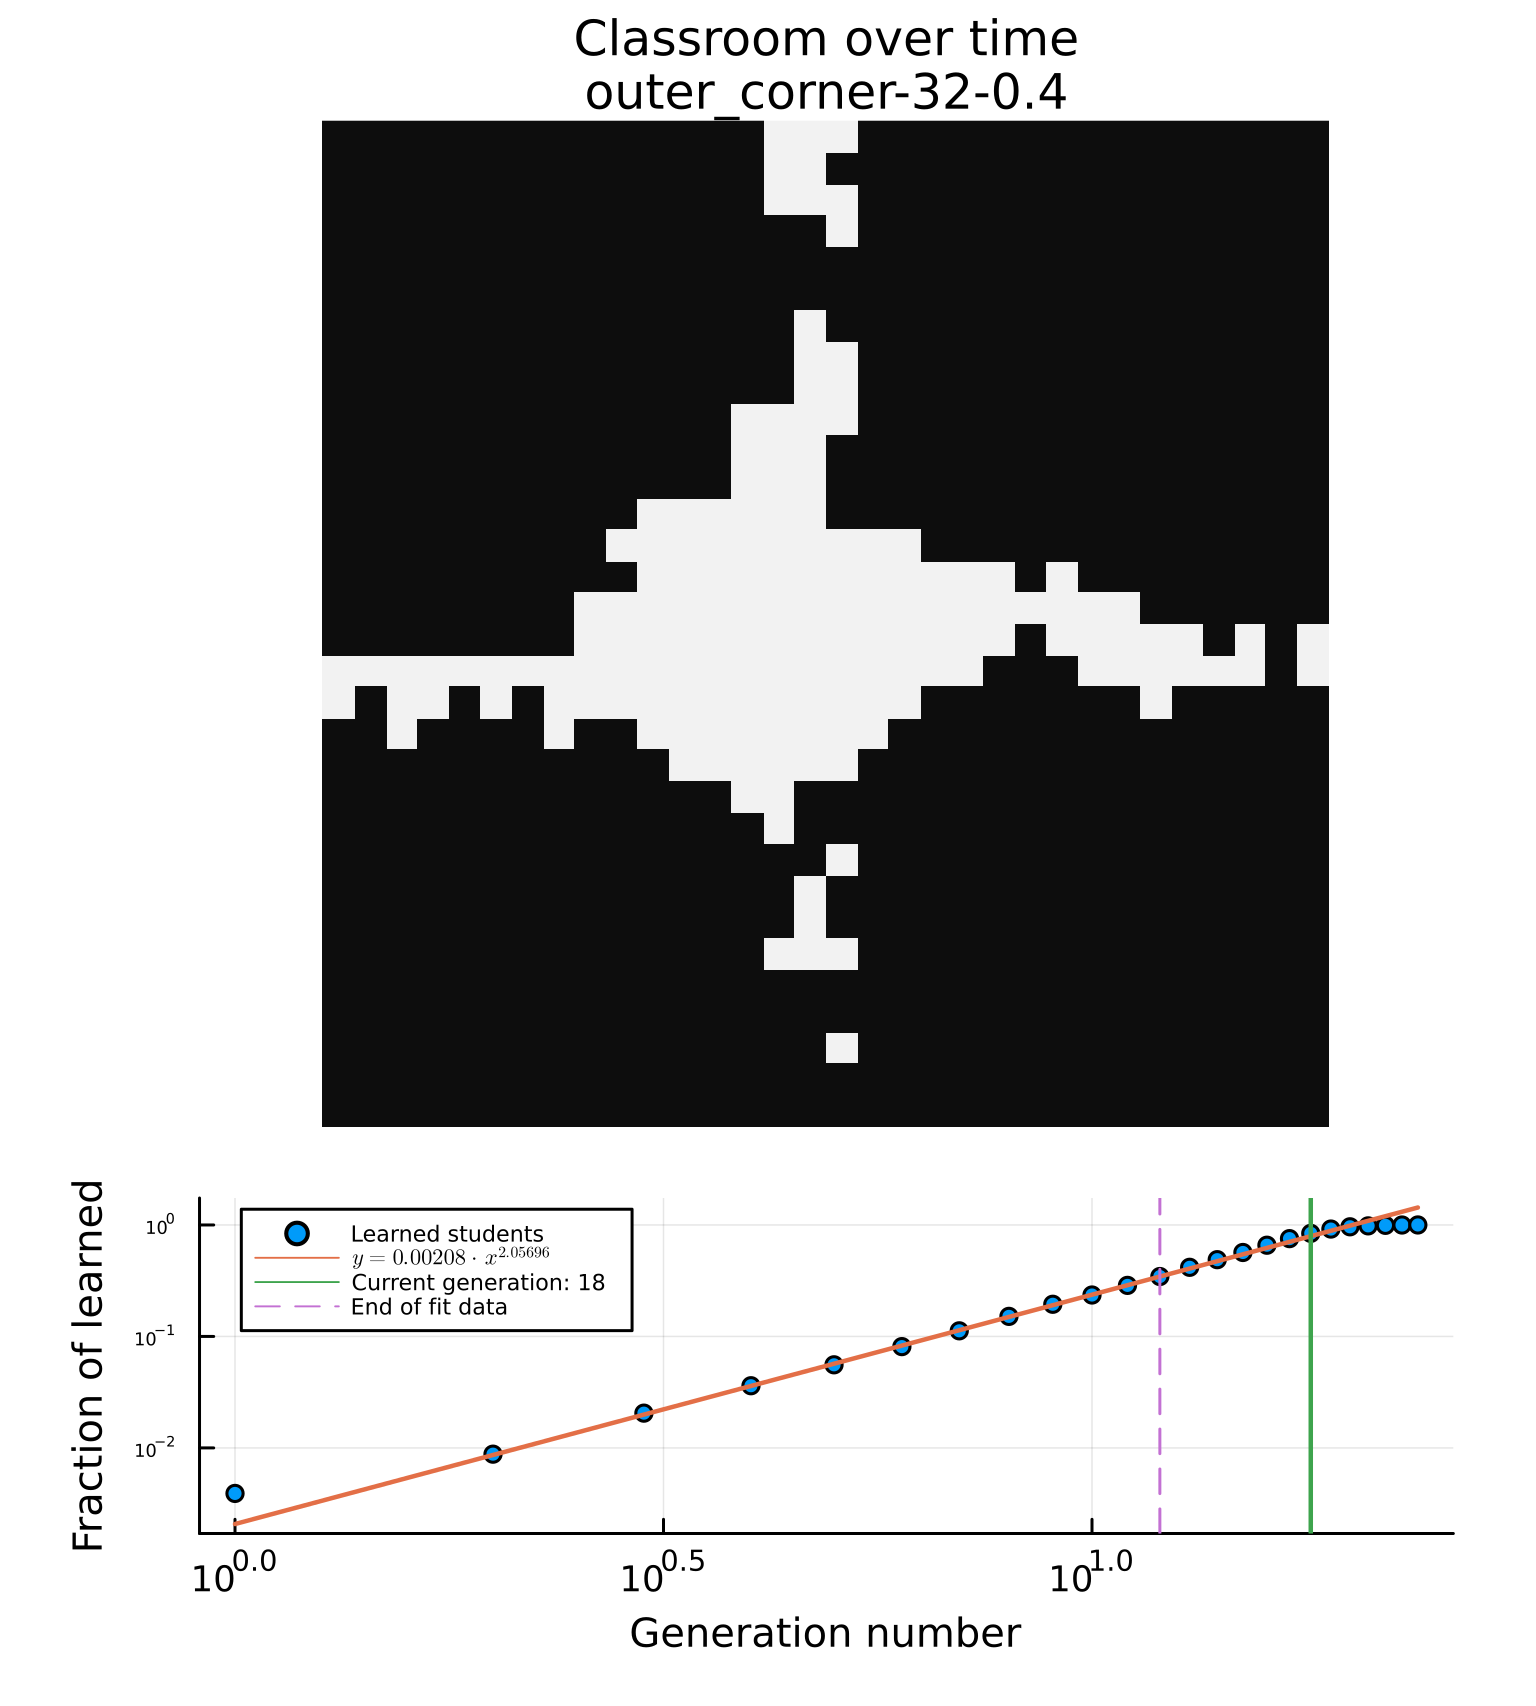 Classroom over time
outer_corner-32-0.4
Fraction of learned
10^0
10^-1
10^-2
Learned students
y = 0.00208 · x^2.05696
Current generation: 18
End of fit data
10^0.0 10^0.5 10^1.0
Generation number